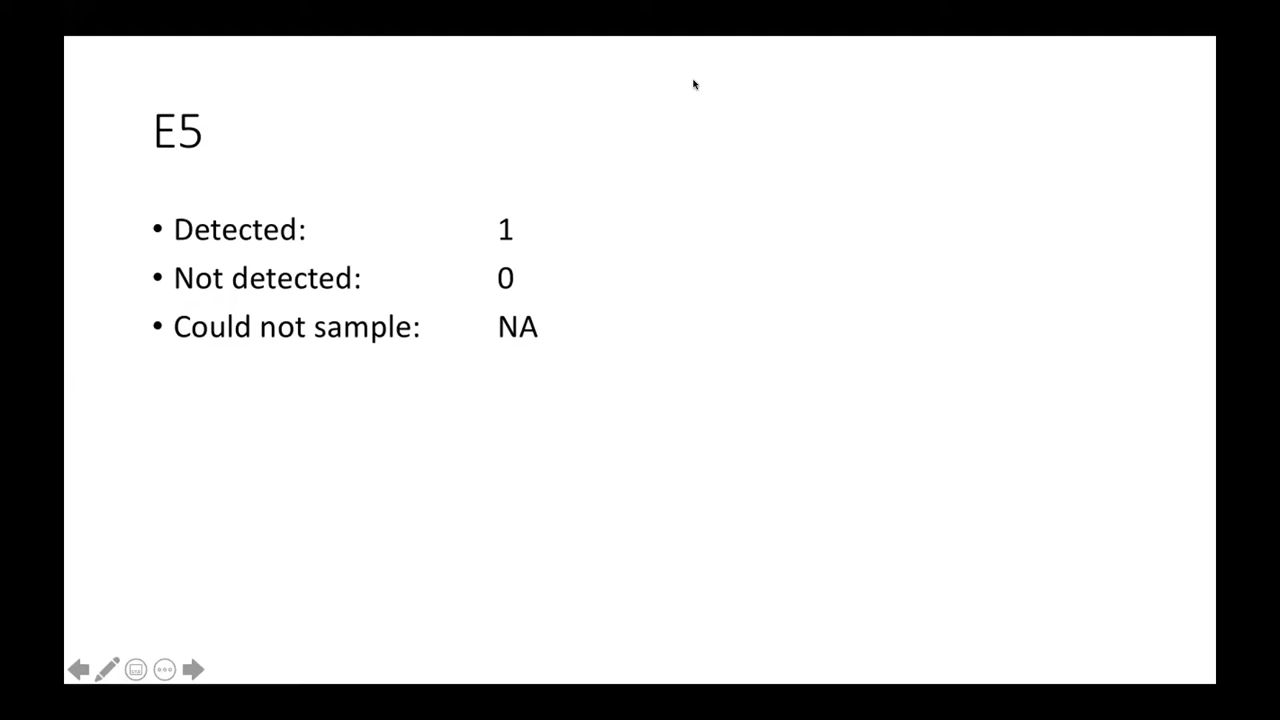 E5
• Detected: 1
• Not detected: 0
• Could not sample: NA